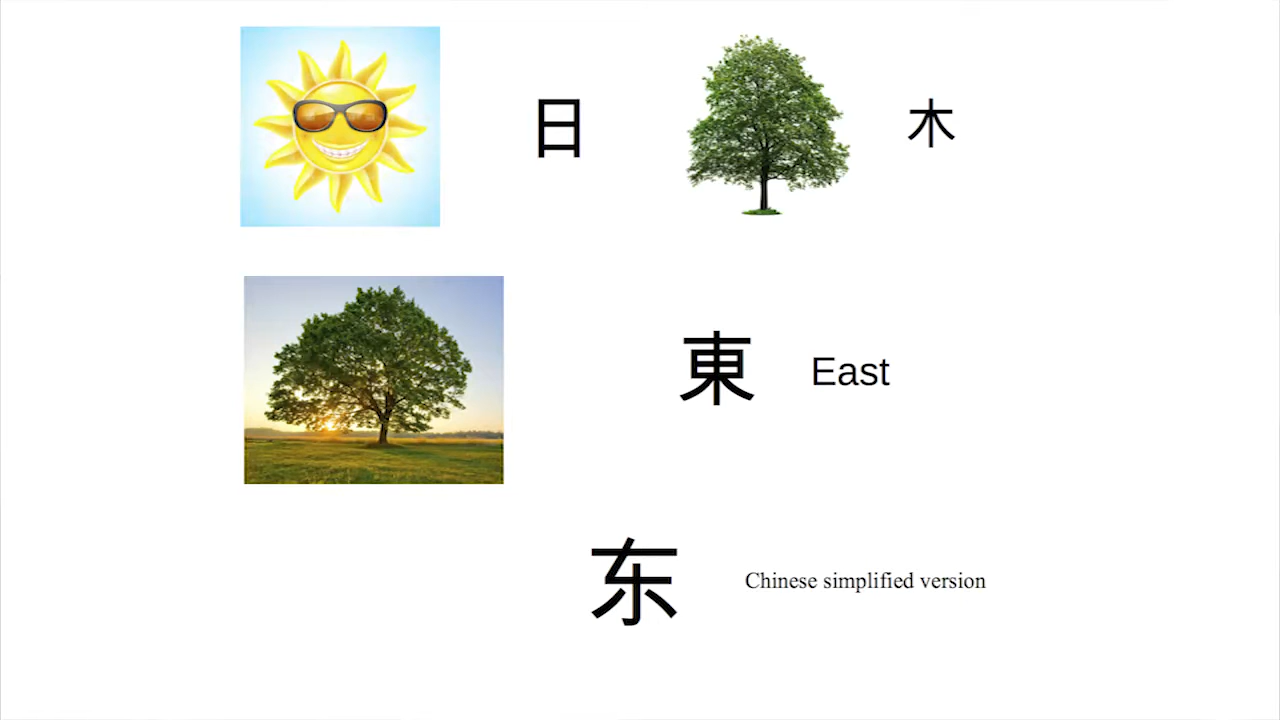 日 木
東 East
东 Chinese simplified version